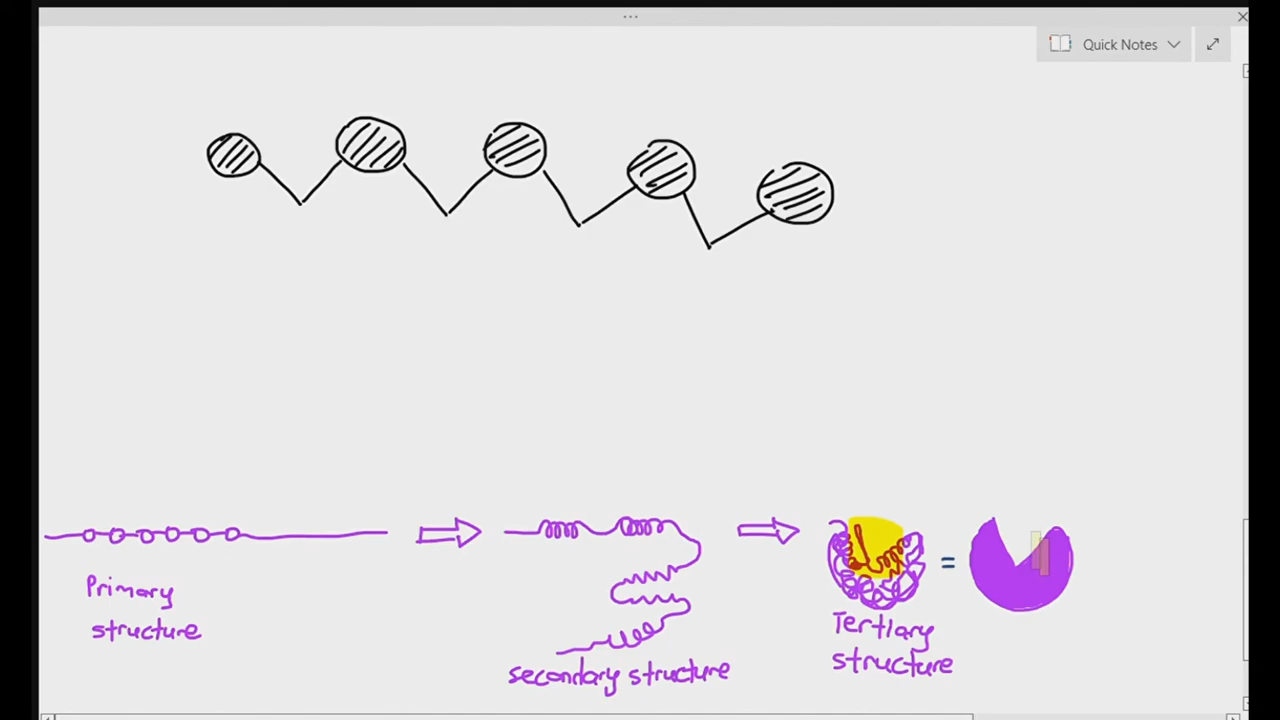 Quick Notes
Primary
structure
secondary structure
=
Tertiary
structure